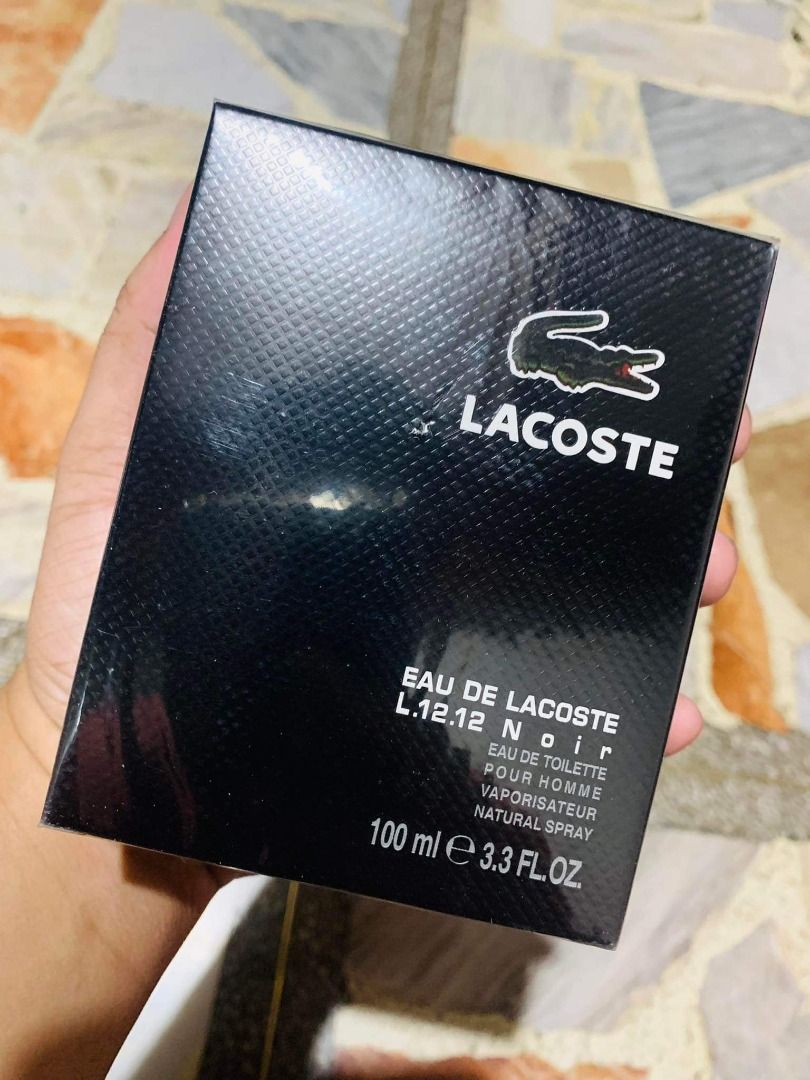 LACOSTE
EAU DE LACOSTE
L.12.12 Noir
EAU DE TOILETTE
POUR HOMME
VAPORISATEUR
NATURAL SPRAY
100 ml ℮ 3.3 FL.OZ.